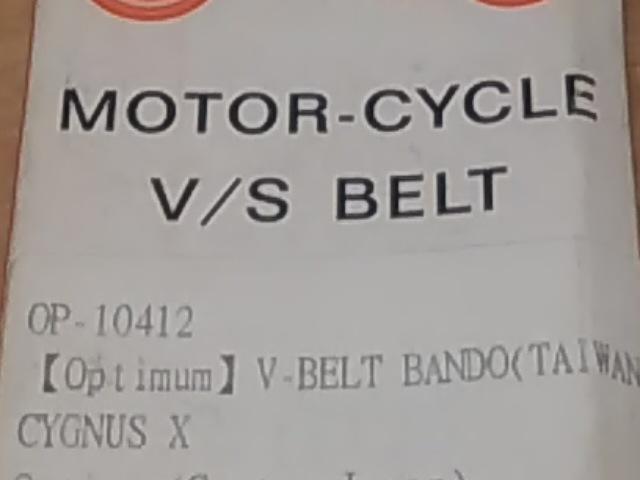 MOTOR-CYCLE
V/S BELT
OP-10412
【Optimum】V-BELT BANDO(TAIWAN
CYGNUS X